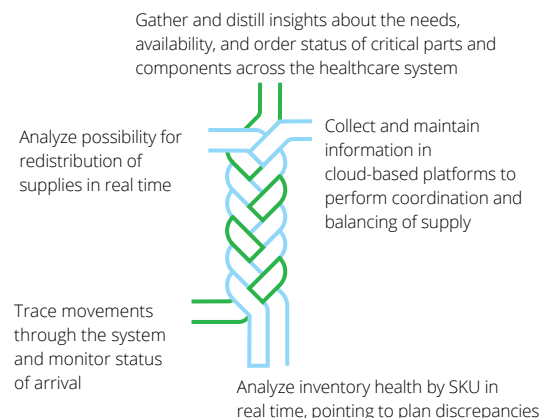 Gather and distill insights about the needs,
availability, and order status of critical parts and
components across the healthcare system
Analyze possibility for
redistribution of
supplies in real time
Collect and maintain
information in
cloud-based platforms to
perform coordination and
balancing of supply
Trace movements
through the system
and monitor status
of arrival
Analyze inventory health by SKU in
real time, pointing to plan discrepancies